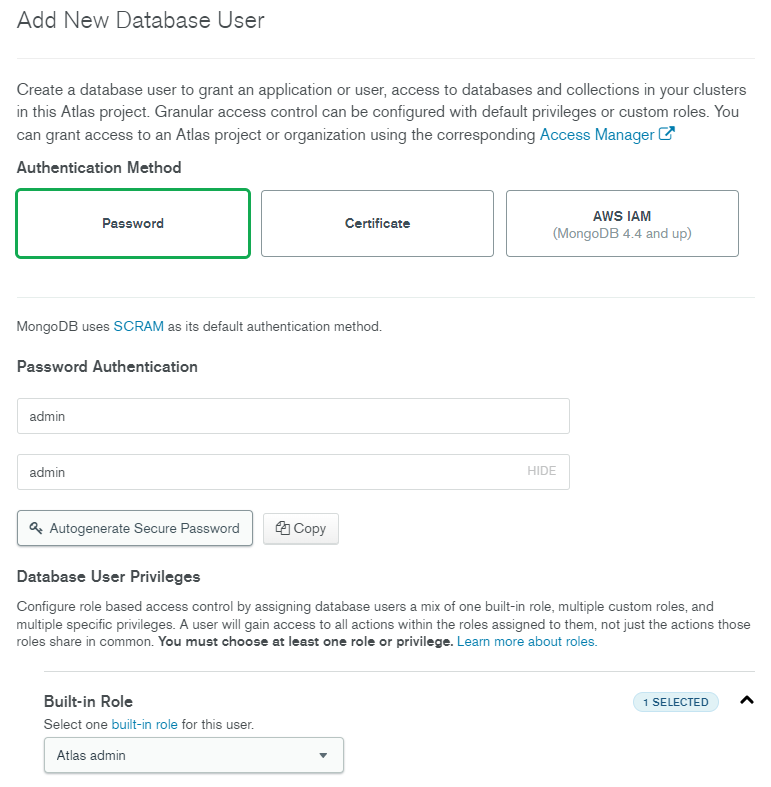 Add New Database User
Create a database user to grant an application or user, access to databases and collections in your clusters
in this Atlas project. Granular access control can be configured with default privileges or custom roles. You
can grant access to an Atlas project or organization using the corresponding Access Manager
Authentication Method
Password
Certificate
AWS IAM
(MongoDB 4.4 and up)
MongoDB uses SCRAM as its default authentication method.
Password Authentication
admin
admin
HIDE
Autogenerate Secure Password
Copy
Database User Privileges
Configure role based access control by assigning database users a mix of one built-in role, multiple custom roles, and
multiple specific privileges. A user will gain access to all actions within the roles assigned to them, not just the actions those
roles share in common. You must choose at least one role or privilege. Learn more about roles.
Built-in Role
1 SELECTED
Select one built-in role for this user.
Atlas admin